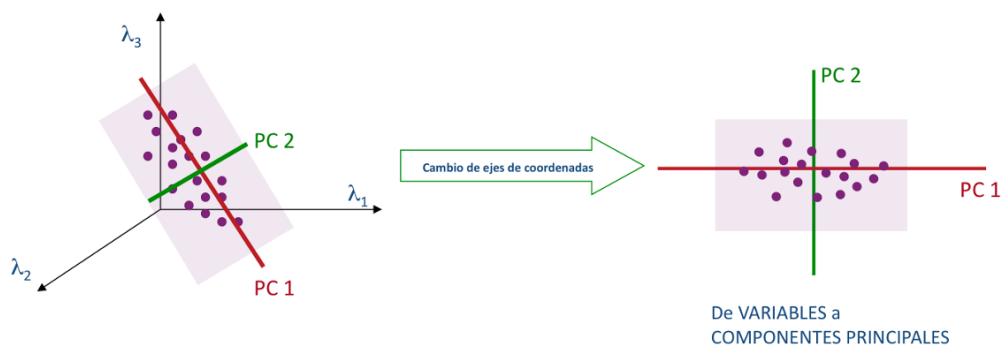 λ3
PC 2
λ1
λ2
PC 1
Cambio de ejes de coordenadas
PC 2
PC 1
De VARIABLES a
COMPONENTES PRINCIPALES